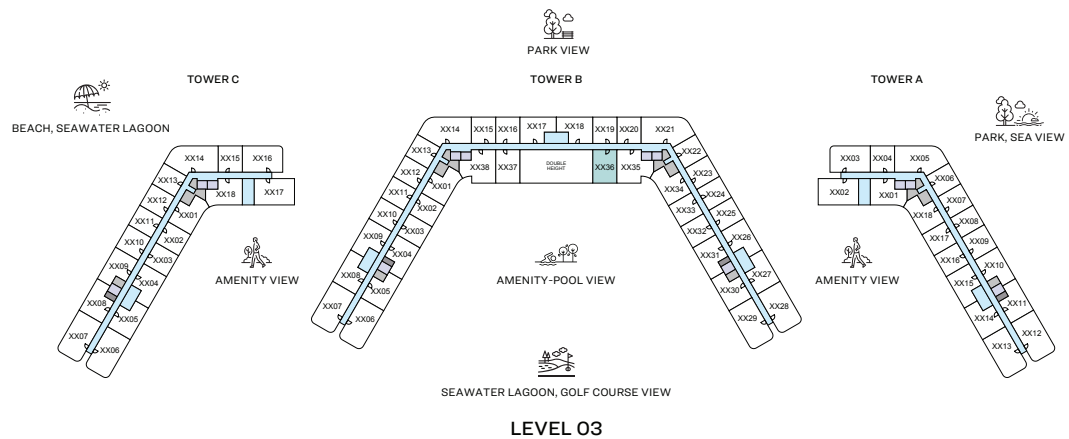 PARK VIEW
TOWER C
TOWER B
TOWER A
BEACH, SEAWATER LAGOON
PARK, SEA VIEW
XX14 XX15 XX16
XX13 XX18 XX17
XX12 XX01
XX11 XX02
XX10 XX03
XX09 XX04
XX08 XX05
XX07 XX06
XX14 XX15 XX16 XX17 XX18 XX19 XX20 XX21
XX13 XX38 XX37 DOUBLE HEIGHT XX36 XX35 XX22
XX12 XX01 XX34 XX23
XX11 XX02 XX33 XX24
XX10 XX03 XX32 XX25
XX09 XX04 XX31 XX26
XX08 XX05 XX30 XX27
XX07 XX06 XX29 XX28
XX03 XX04 XX05
XX02 XX01 XX06
XX18 XX07
XX17 XX08
XX16 XX09
XX15 XX10
XX14 XX11
XX13 XX12
AMENITY VIEW
AMENITY-POOL VIEW
AMENITY VIEW
SEAWATER LAGOON, GOLF COURSE VIEW
LEVEL 03